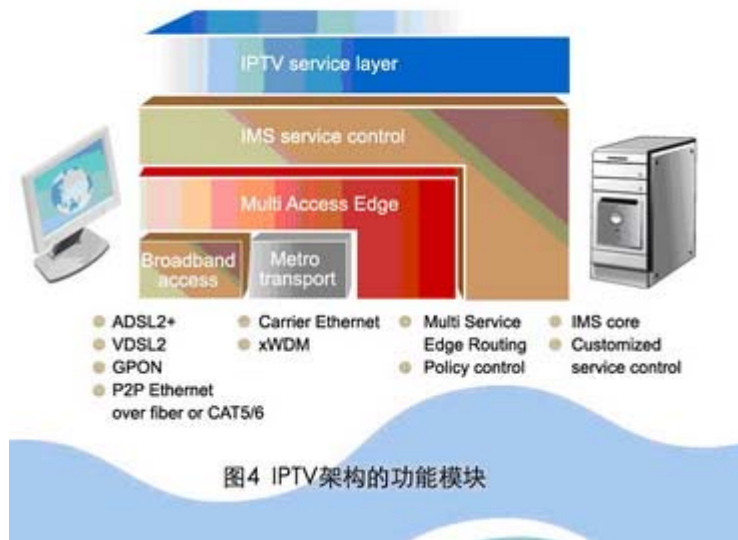 IPTV service layer
IMS service control
Multi Access Edge
Broadband
access
Metro
transport
ADSL2+
VDSL2
GPON
P2P Ethernet
over fiber or CAT5/6
Carrier Ethernet
xWDM
Multi Service
Edge Routing
Policy control
IMS core
Customized
service control
图4 IPTV架构的功能模块